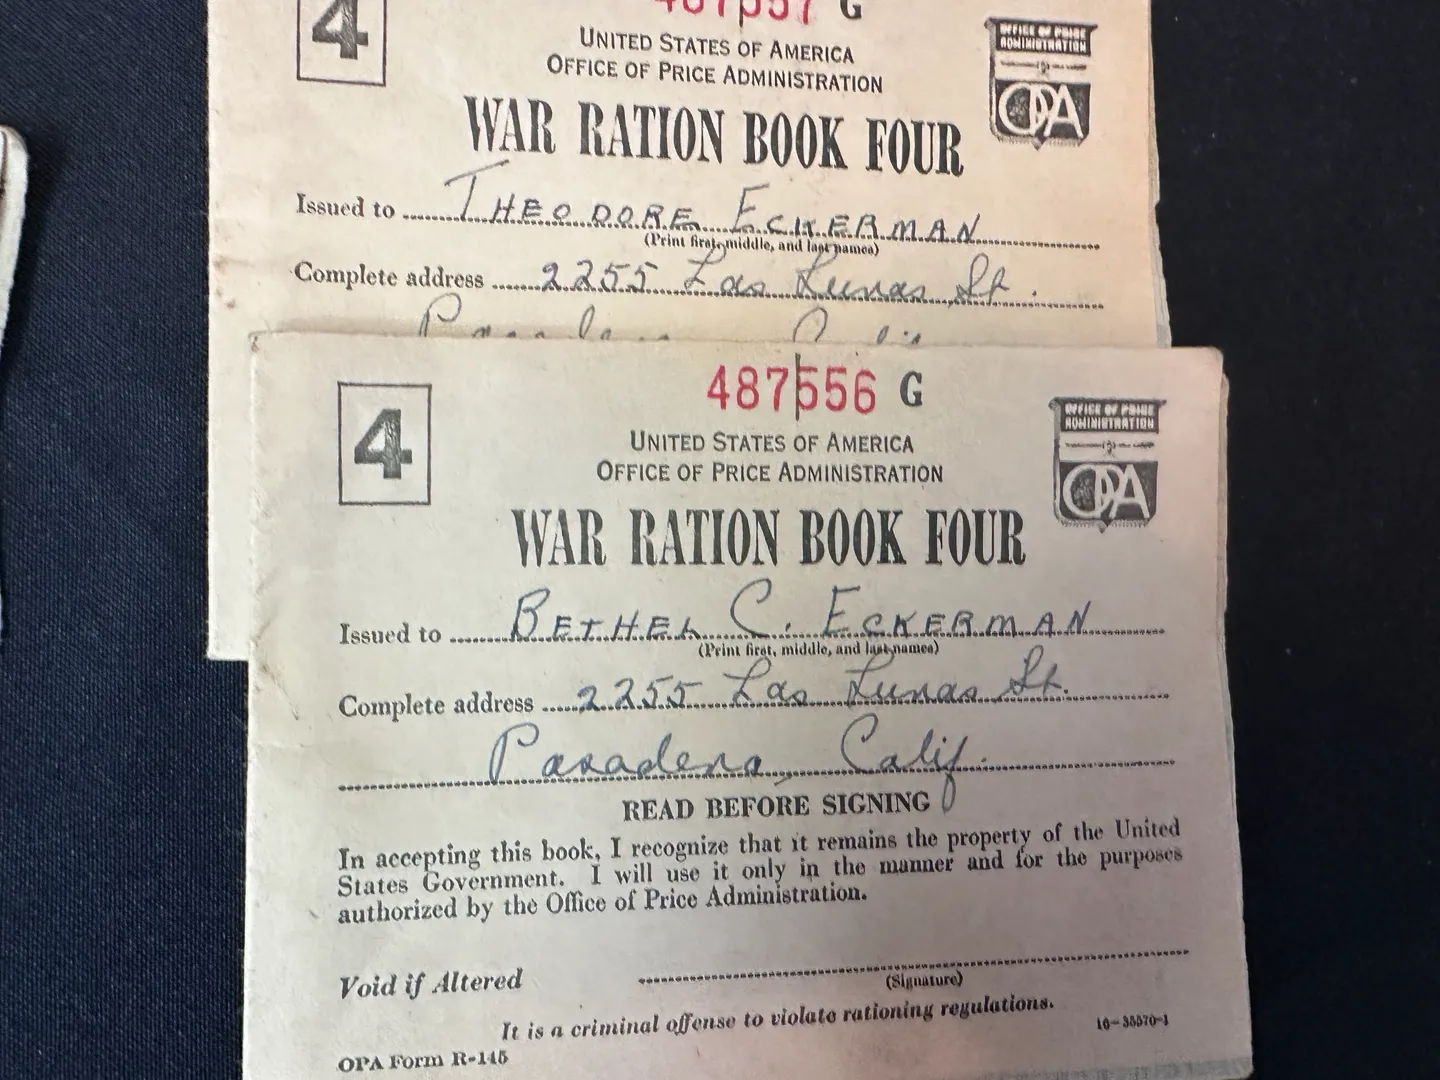 4
487557 G
UNITED STATES OF AMERICA
OFFICE OF PRICE ADMINISTRATION
OFFICE OF PRICE
ADMINISTRATION
OPA
WAR RATION BOOK FOUR
Issued to THEODORE ECKERMAN
(Print first, middle, and last names)
Complete address 2255 Las Lunas St.
4
487556 G
UNITED STATES OF AMERICA
OFFICE OF PRICE ADMINISTRATION
OFFICE OF PRICE
ADMINISTRATION
OPA
WAR RATION BOOK FOUR
Issued to BETHEL C. ECKERMAN
(Print first, middle, and last names)
Complete address 2255 Las Lunas St.
Pasadena, Calif.
READ BEFORE SIGNING
In accepting this book, I recognize that it remains the property of the United
States Government. I will use it only in the manner and for the purposes
authorized by the Office of Price Administration.
Void if Altered
(Signature)
It is a criminal offense to violate rationing regulations.
OPA Form R-145
16—35570-1